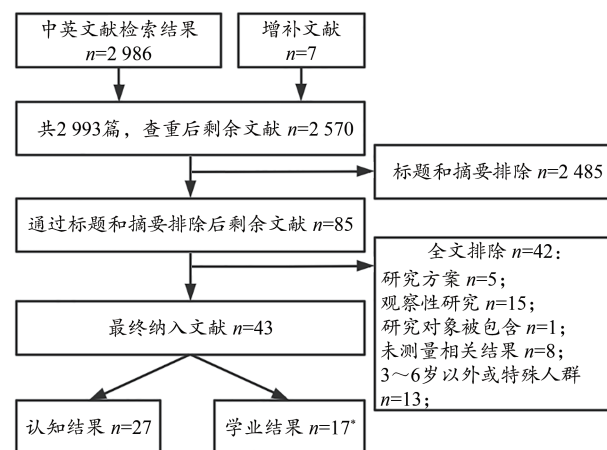 中英文献检索结果
n=2 986
增补文献
n=7
共2 993篇，查重后剩余文献 n=2 570
标题和摘要排除 n=2 485
通过标题和摘要排除后剩余文献 n=85
全文排除 n=42：
研究方案 n=5；
观察性研究 n=15；
研究对象被包含 n=1；
未测量相关结果 n=8；
3～6岁以外或特殊人群
n=13；
最终纳入文献 n=43
认知结果 n=27
学业结果 n=17*